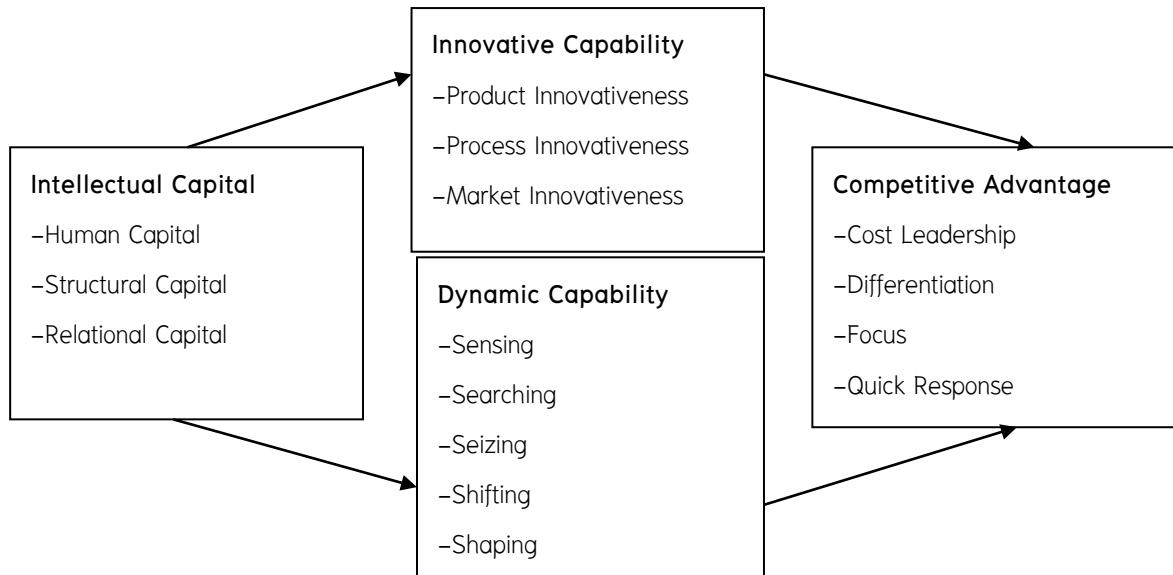 Innovative Capability
–Product Innovativeness
–Process Innovativeness
–Market Innovativeness
Intellectual Capital
–Human Capital
–Structural Capital
–Relational Capital
Dynamic Capability
–Sensing
–Searching
–Seizing
–Shifting
–Shaping
Competitive Advantage
–Cost Leadership
–Differentiation
–Focus
–Quick Response